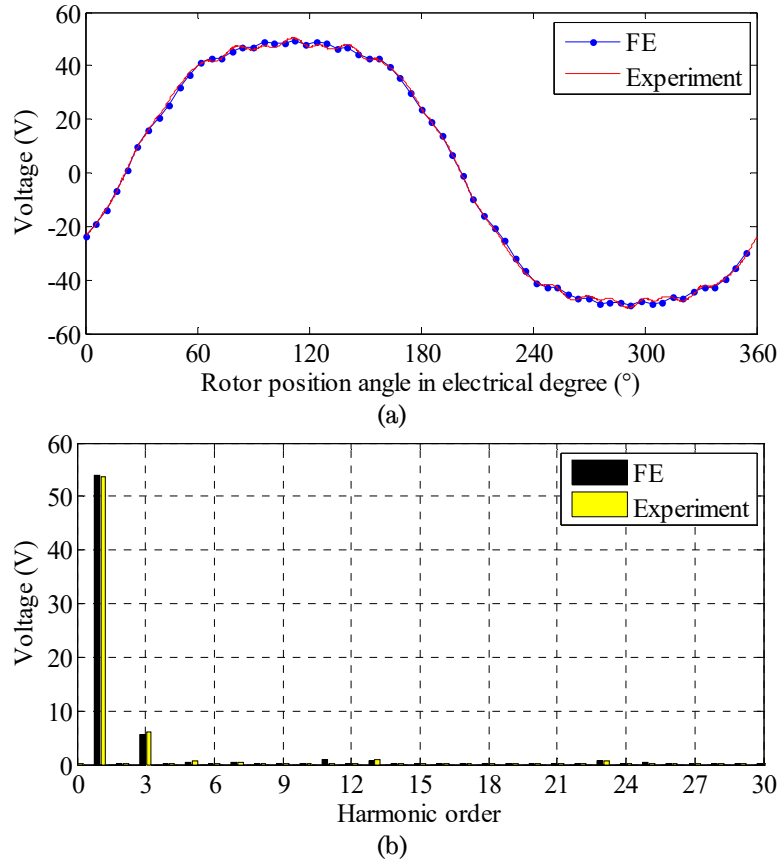 60
40
20
0
-20
-40
-60
Voltage (V)
FE
Experiment
0 60 120 180 240 300 360
Rotor position angle in electrical degree (°)
(a)
60
50
40
30
20
10
0
Voltage (V)
FE
Experiment
0 3 6 9 12 15 18 21 24 27 30
Harmonic order
(b)